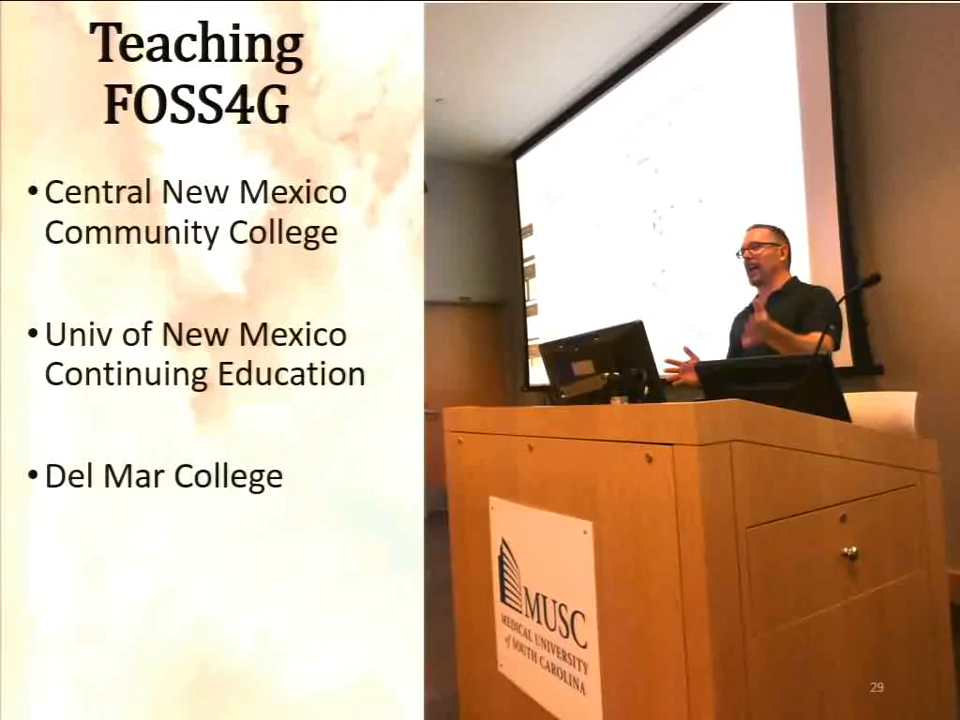 Teaching
FOSS4G
• Central New Mexico
Community College
• Univ of New Mexico
Continuing Education
• Del Mar College
MUSC
MEDICAL UNIVERSITY
of SOUTH CAROLINA
29